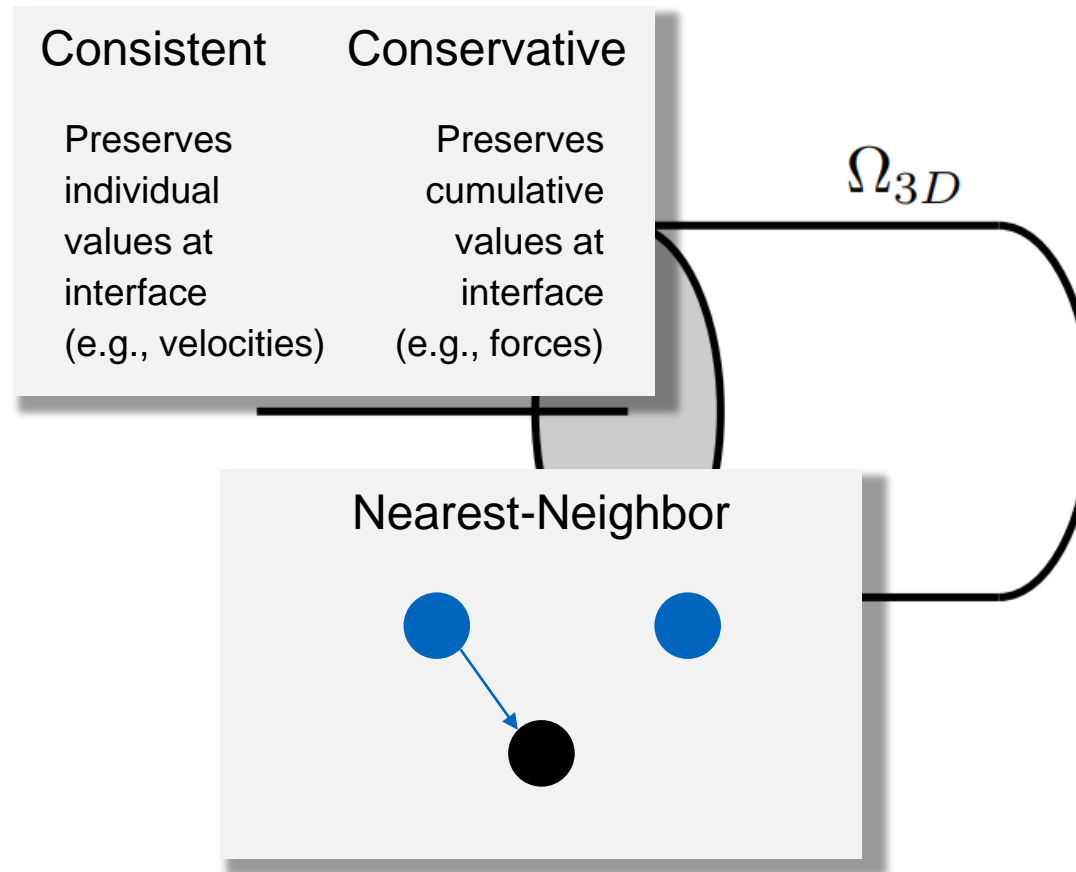 Consistent
Preserves
individual
values at
interface
(e.g., velocities)
Conservative
Preserves
cumulative
values at
interface
(e.g., forces)
Ω3D
Nearest-Neighbor